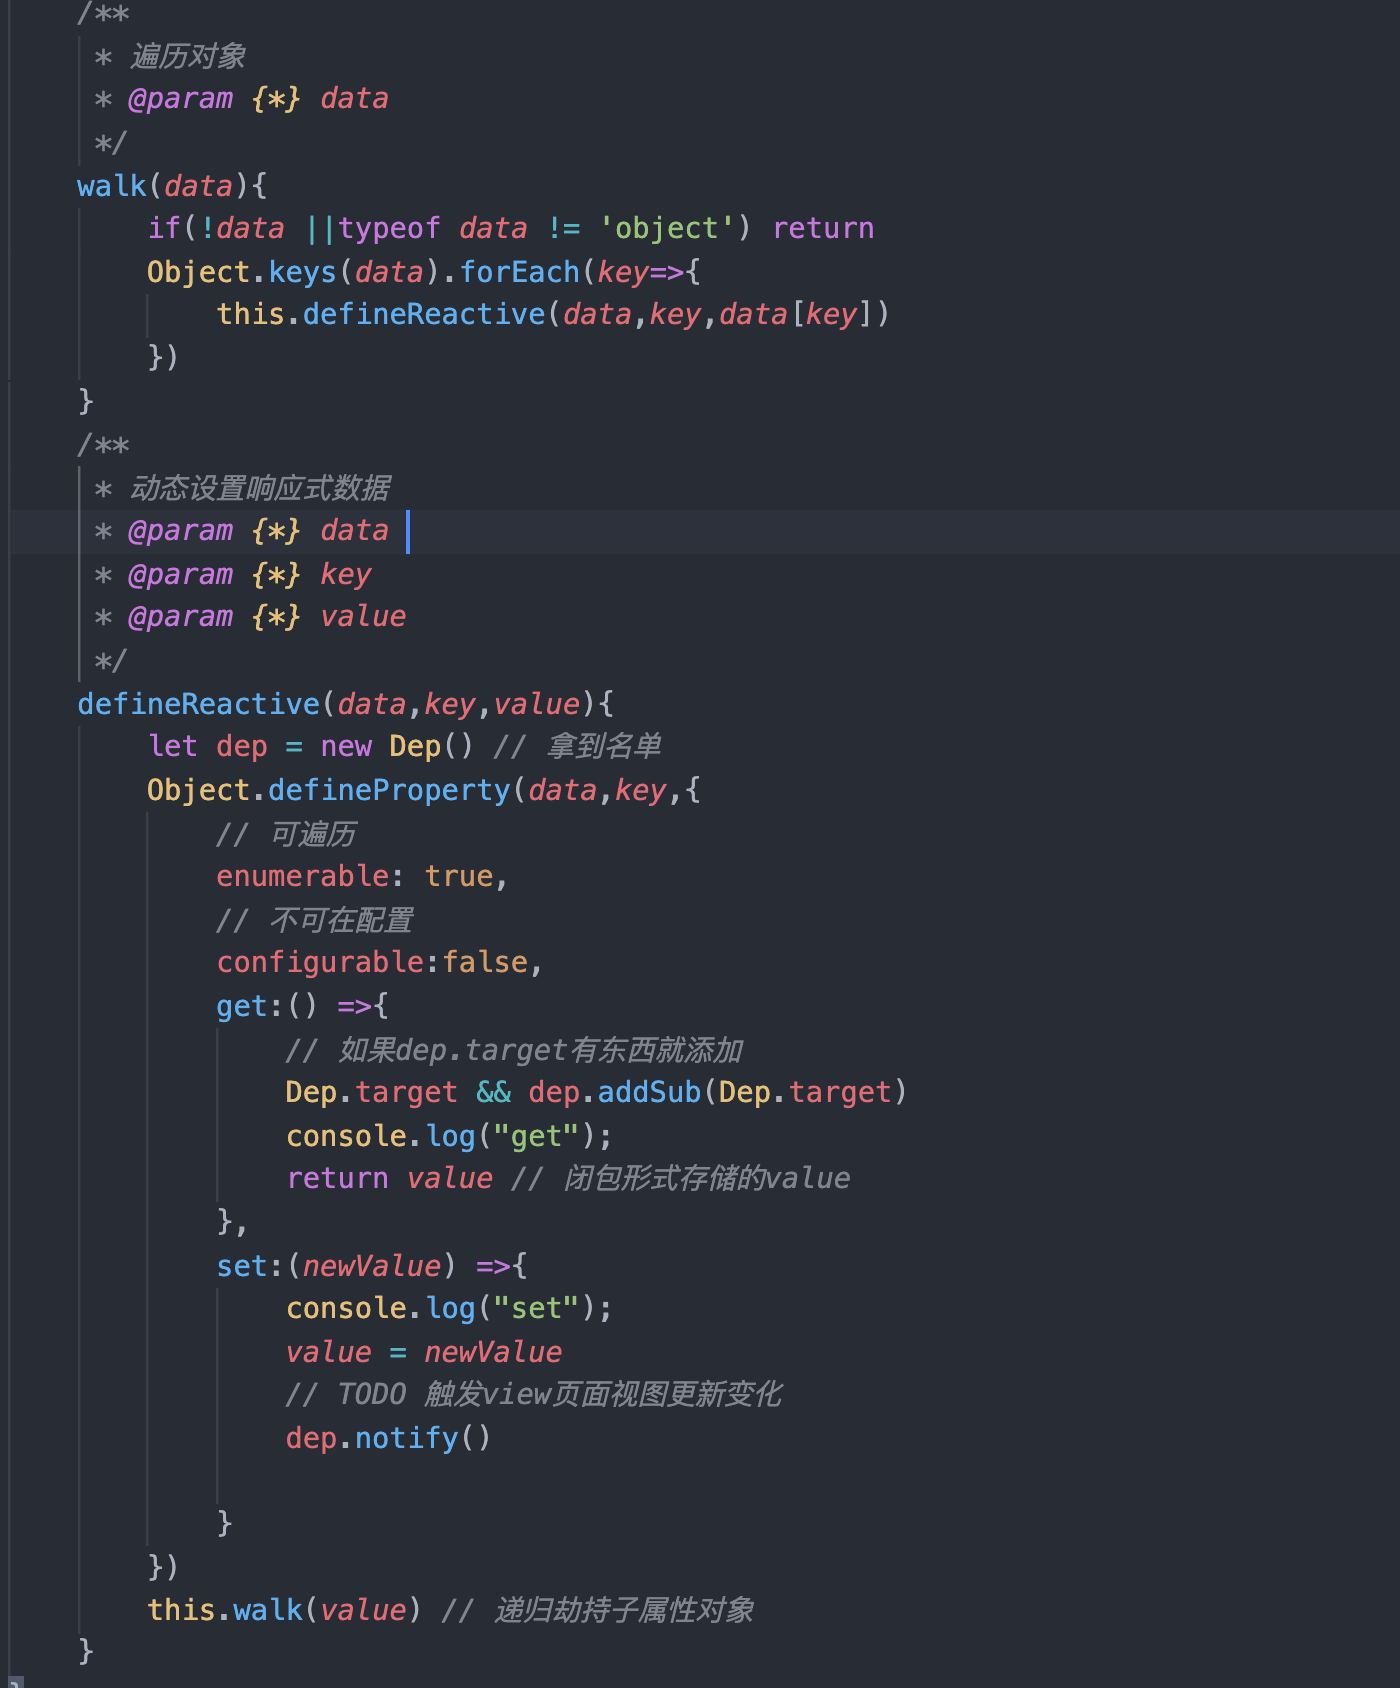 /**
 * 遍历对象
 * @param {*} data
 */
walk(data){
    if(!data ||typeof data != 'object') return
    Object.keys(data).forEach(key=>{
        this.defineReactive(data,key,data[key])
    })
}
/**
 * 动态设置响应式数据
 * @param {*} data
 * @param {*} key
 * @param {*} value
 */
defineReactive(data,key,value){
    let dep = new Dep() // 拿到名单
    Object.defineProperty(data,key,{
        // 可遍历
        enumerable: true,
        // 不可在配置
        configurable:false,
        get:() =>{
            // 如果dep.target有东西就添加
            Dep.target && dep.addSub(Dep.target)
            console.log("get");
            return value // 闭包形式存储的value
        },
        set:(newValue) =>{
            console.log("set");
            value = newValue
            // TODO 触发view页面视图更新变化
            dep.notify()

        }
    })
    this.walk(value) // 递归劫持子属性对象
}
}